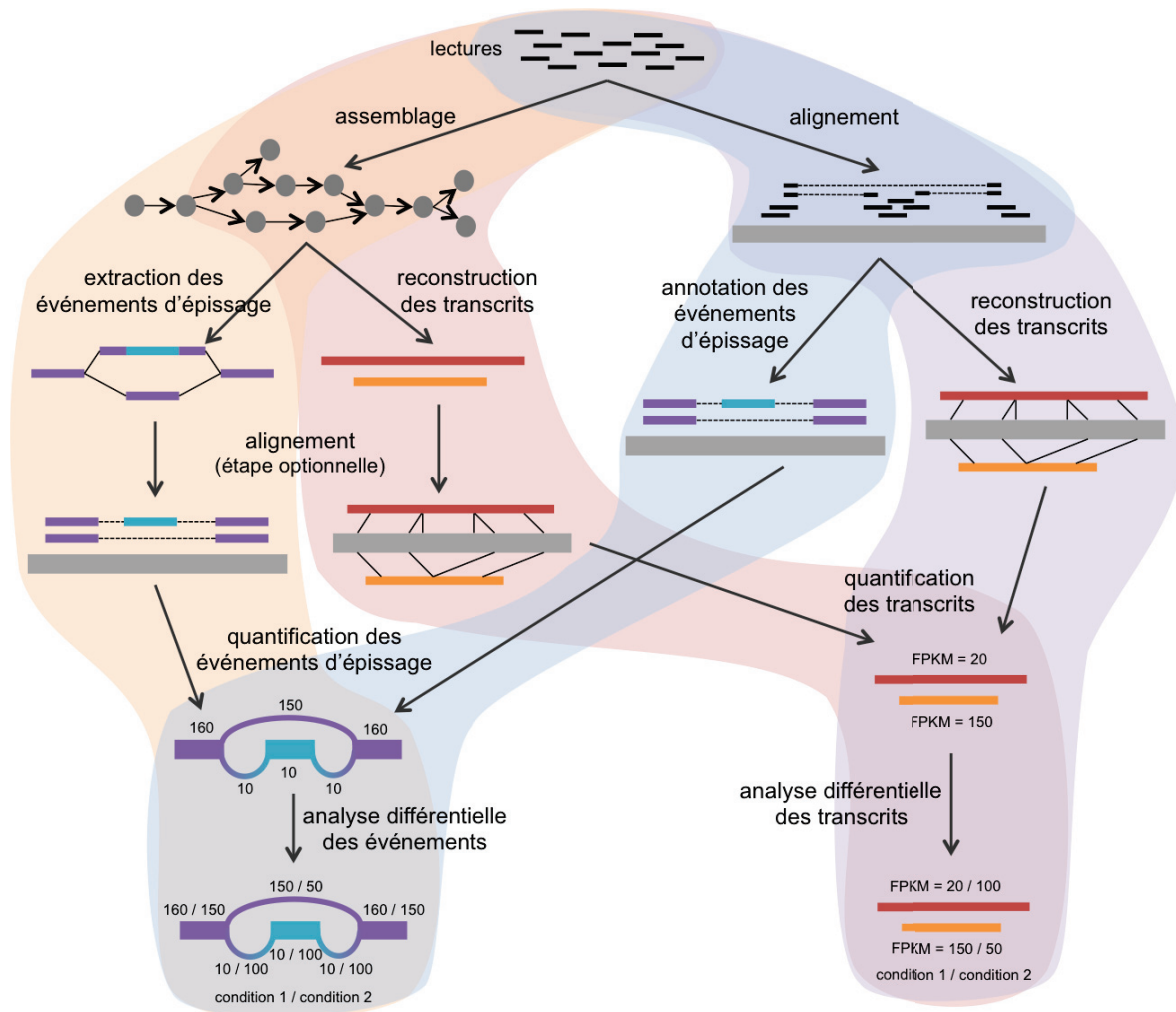 lectures
assemblage
alignement
extraction des
événements d'épissage
reconstruction
des transcrits
annotation des
événements
d'épissage
reconstruction
des transcrits
alignement
(étape optionnelle)
quantification des
événements d'épissage
quantification
des transcrits
FPKM = 20
FPKM = 150
150
160
160
10
10
10
analyse différentielle
des événements
analyse différentielle
des transcrits
150 / 50
160 / 150
160 / 150
10 / 100
10 / 100
10 / 100
condition 1 / condition 2
FPKM = 20 / 100
FPKM = 150 / 50
condition 1 / condition 2